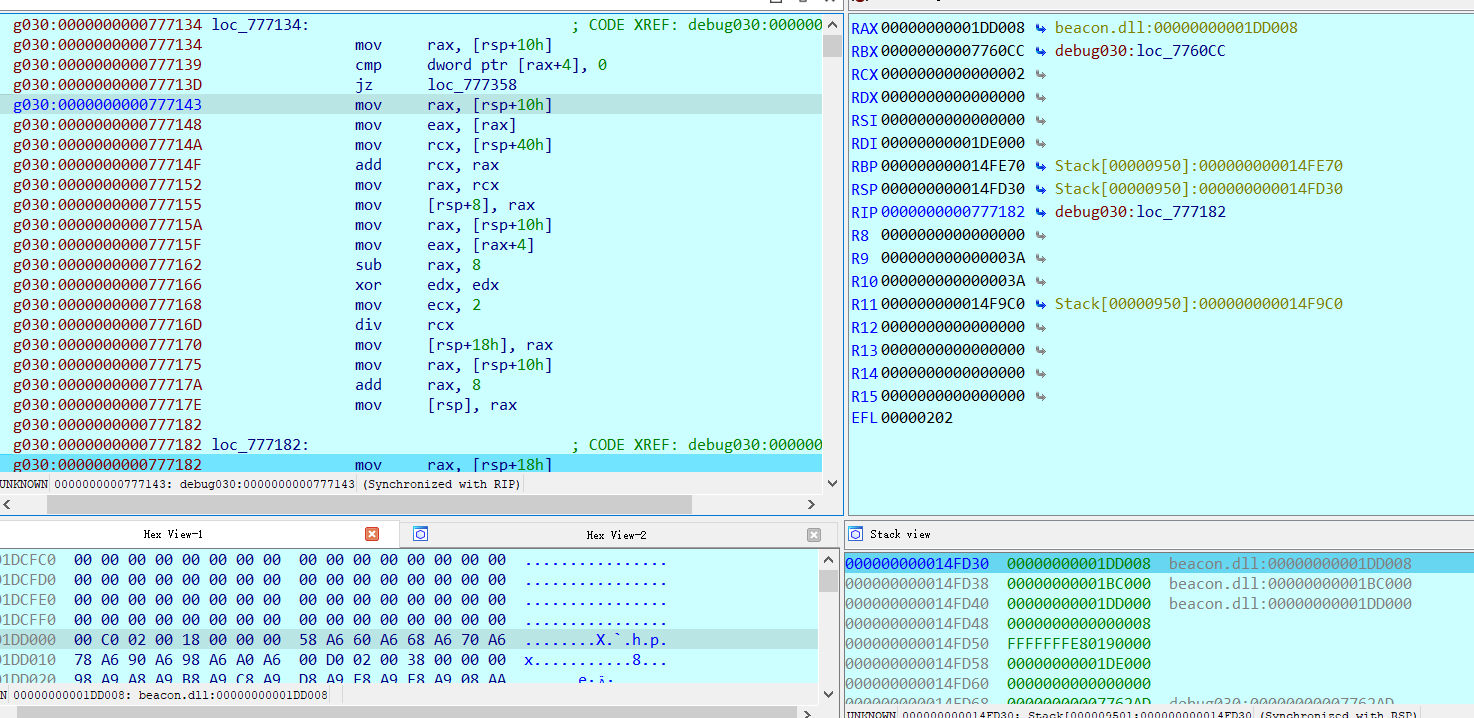 g030:0000000000777134 loc_777134: ; CODE XREF: debug030:000000
g030:0000000000777134 mov rax, [rsp+10h]
g030:0000000000777139 cmp dword ptr [rax+4], 0
g030:000000000077713D jz loc_777358
g030:0000000000777143 mov rax, [rsp+10h]
g030:0000000000777148 mov eax, [rax]
g030:000000000077714A mov rcx, [rsp+40h]
g030:000000000077714F add rcx, rax
g030:0000000000777152 mov rax, rcx
g030:0000000000777155 mov [rsp+8], rax
g030:000000000077715A mov rax, [rsp+10h]
g030:000000000077715F mov eax, [rax+4]
g030:0000000000777162 sub rax, 8
g030:0000000000777166 xor edx, edx
g030:0000000000777168 mov ecx, 2
g030:000000000077716D div rcx
g030:0000000000777170 mov [rsp+18h], rax
g030:0000000000777175 mov rax, [rsp+10h]
g030:000000000077717A add rax, 8
g030:000000000077717E mov [rsp], rax
g030:0000000000777182
g030:0000000000777182 loc_777182: ; CODE XREF: debug030:000000
g030:0000000000777182 mov rax, [rsp+18h]
UNKNOWN 0000000000777143: debug030:0000000000777143 (Synchronized with RIP)
RAX 00000000001DD008 beacon.dll:00000000001DD008
RBX 00000000007760CC debug030:loc_7760CC
RCX 0000000000000002
RDX 0000000000000000
RSI 0000000000000000
RDI 00000000001DE000
RBP 000000000014FE70 Stack[00000950]:000000000014FE70
RSP 000000000014FD30 Stack[00000950]:000000000014FD30
RIP 0000000000777182 debug030:loc_777182
R8 0000000000000000
R9 000000000000003A
R10 000000000000003A
R11 000000000014F9C0 Stack[00000950]:000000000014F9C0
R12 0000000000000000
R13 0000000000000000
R14 0000000000000000
R15 0000000000000000
EFL 00000202
Hex View-1
Hex View-2
01DCFC0 00 00 00 00 00 00 00 00 00 00 00 00 00 00 00 00 ................
01DCFD0 00 00 00 00 00 00 00 00 00 00 00 00 00 00 00 00 ................
01DCFE0 00 00 00 00 00 00 00 00 00 00 00 00 00 00 00 00 ................
01DCFF0 00 00 00 00 00 00 00 00 00 00 00 00 00 00 00 00 ................
01DD000 00 C0 02 00 18 00 00 00 58 A6 60 A6 68 A6 70 A6 ........X.`.h.p.
01DD010 78 A6 90 A6 98 A6 A0 A6 00 D0 02 00 38 00 00 00 x...........8...
01DD020 98 A9 A8 A9 B8 A9 C8 A9 D8 A9 E8 A9 F8 A9 08 AA
N 00000000001DD008: beacon.dll:00000000001DD008
Stack view
000000000014FD30 00000000001DD008 beacon.dll:00000000001DD008
000000000014FD38 00000000001BC000 beacon.dll:00000000001BC000
000000000014FD40 00000000001DD000 beacon.dll:00000000001DD000
000000000014FD48 0000000000000008
000000000014FD50 FFFFFFFE80190000
000000000014FD58 00000000001DE000
000000000014FD60 0000000000000000
000000000014FD68 00000000007762AD debug030:00000000007762AD
UNKNOWN 000000000014FD30: Stack[00000950]:000000000014FD30 (Synchronized with RSP)